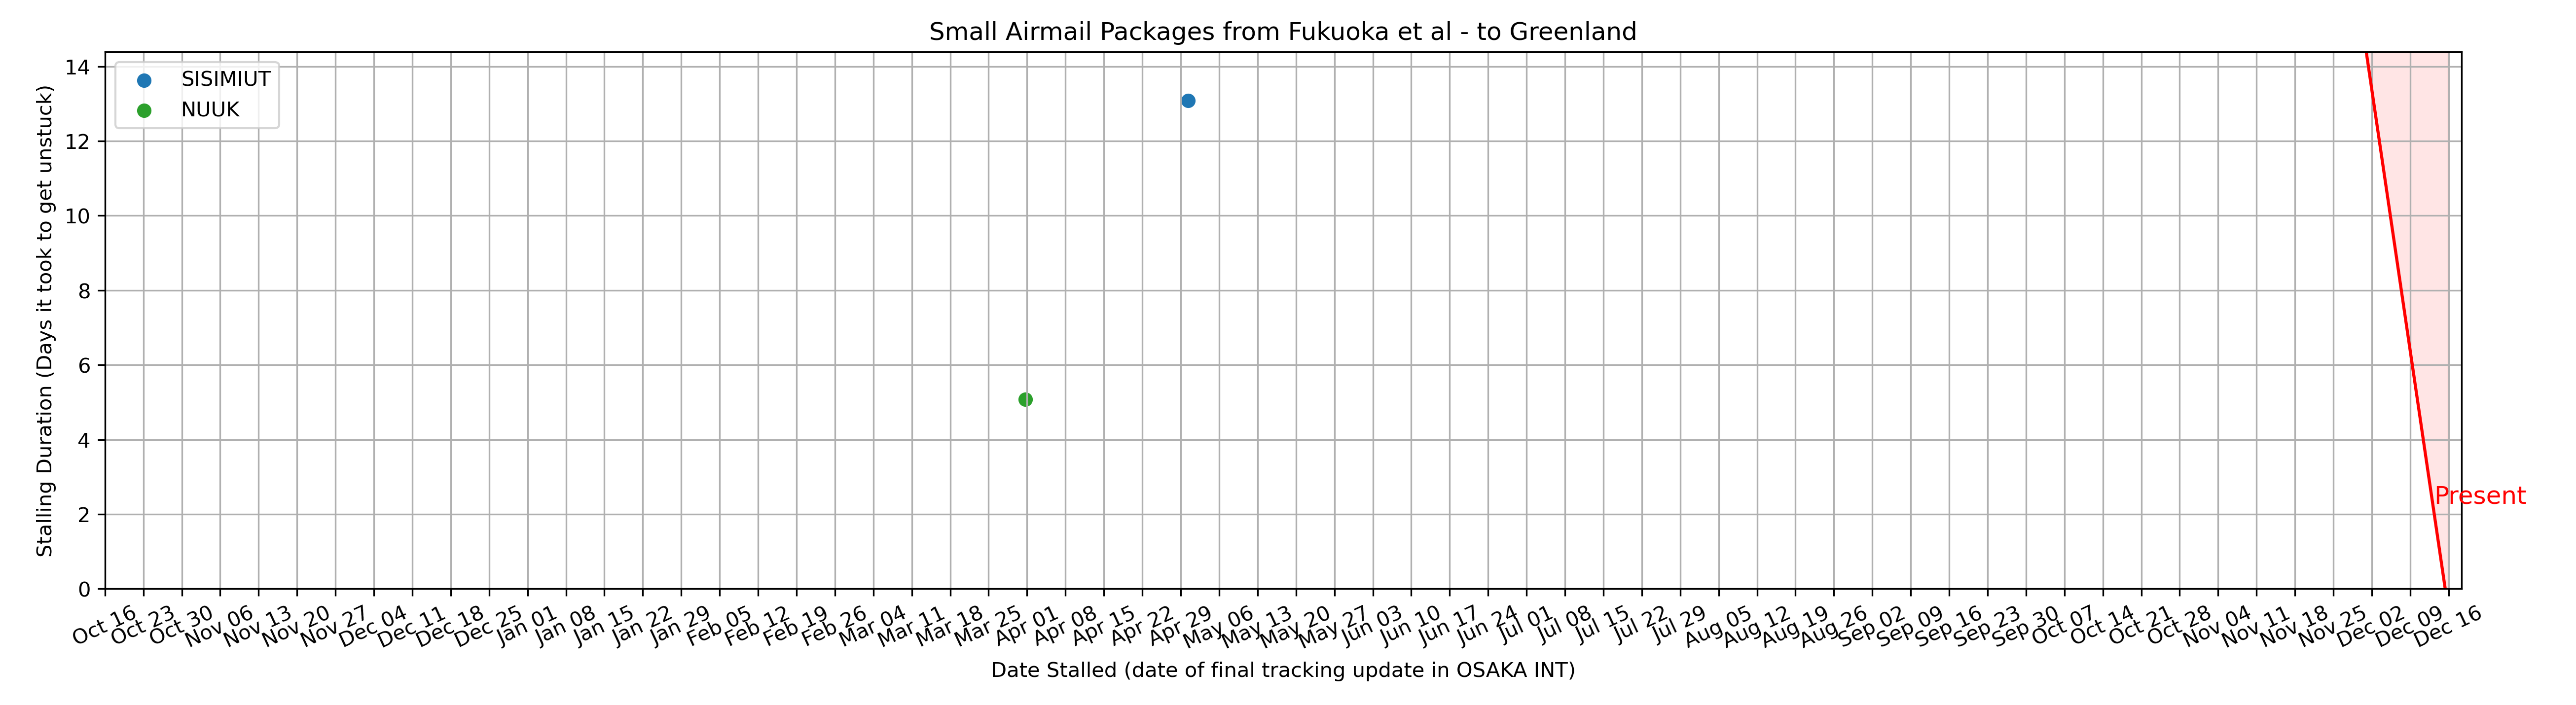 Small Airmail Packages from Fukuoka et al - to Greenland
Stalling Duration (Days it took to get unstuck)
14
12
10
8
6
4
2
0
SISIMIUT
NUUK
Present
Oct 16
Oct 23
Oct 30
Nov 06
Nov 13
Nov 20
Nov 27
Dec 04
Dec 11
Dec 18
Dec 25
Jan 01
Jan 08
Jan 15
Jan 22
Jan 29
Feb 05
Feb 12
Feb 19
Feb 26
Mar 04
Mar 11
Mar 18
Mar 25
Apr 01
Apr 08
Apr 15
Apr 22
Apr 29
May 06
May 13
May 20
May 27
Jun 03
Jun 10
Jun 17
Jun 24
Jul 01
Jul 08
Jul 15
Jul 22
Jul 29
Aug 05
Aug 12
Aug 19
Aug 26
Sep 02
Sep 09
Sep 16
Sep 23
Sep 30
Oct 07
Oct 14
Oct 21
Oct 28
Nov 04
Nov 11
Nov 18
Nov 25
Dec 02
Dec 09
Dec 16
Date Stalled (date of final tracking update in OSAKA INT)